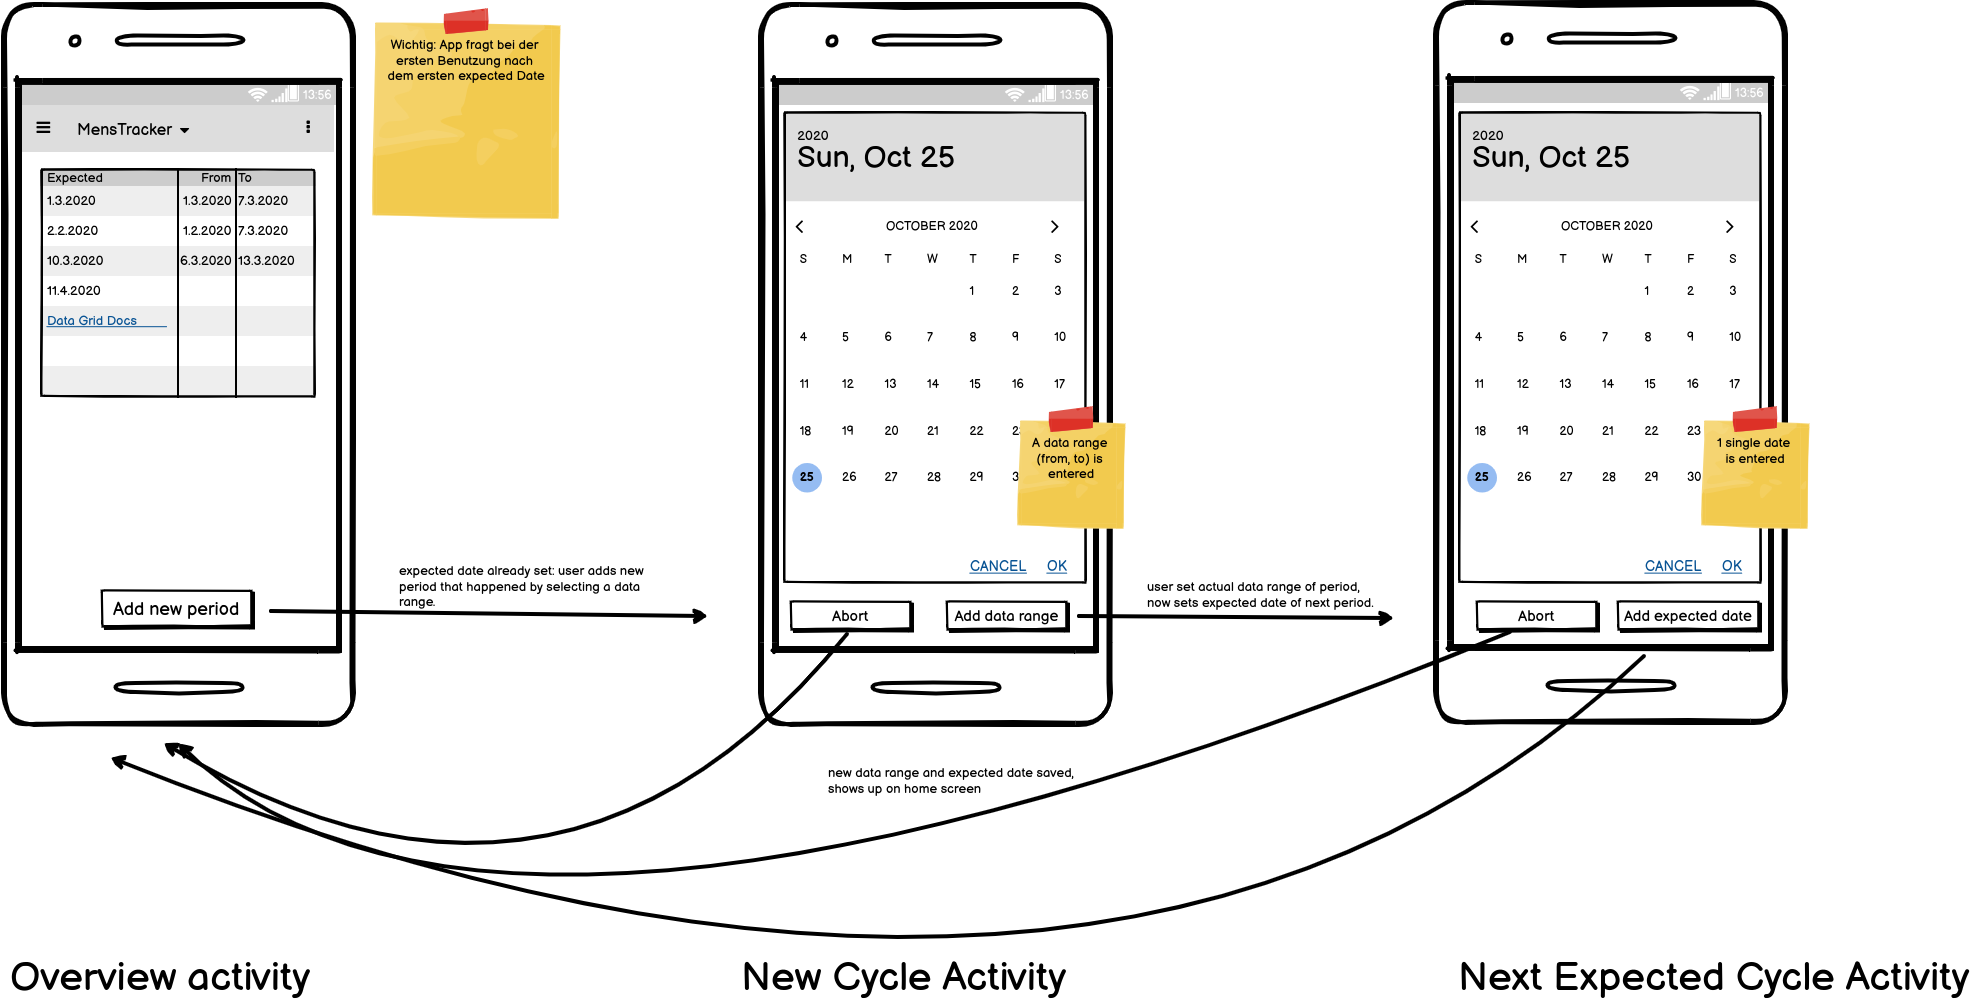 13:56
MensTracker
Expected From To
1.3.2020 1.3.2020 7.3.2020
2.2.2020 1.2.2020 7.3.2020
10.3.2020 6.3.2020 13.3.2020
11.4.2020
Data Grid Docs
Add new period
Wichtig: App fragt bei der
ersten Benutzung nach
dem ersten expected Date
expected date already set: user adds new
period that happened by selecting a data
range.
13:56
2020
Sun, Oct 25
OCTOBER 2020
S M T W T F S
1 2 3
4 5 6 7 8 9 10
11 12 13 14 15 16 17
18 19 20 21 22
25 26 27 28 29
A data range
(from, to) is
entered
CANCEL OK
Abort
Add data range
user set actual data range of period,
now sets expected date of next period.
13:56
2020
Sun, Oct 25
OCTOBER 2020
S M T W T F S
1 2 3
4 5 6 7 8 9 10
11 12 13 14 15 16 17
18 19 20 21 22 23
25 26 27 28 29 30
1 single date
is entered
CANCEL OK
Abort
Add expected date
new data range and expected date saved,
shows up on home screen
Overview activity
New Cycle Activity
Next Expected Cycle Activity